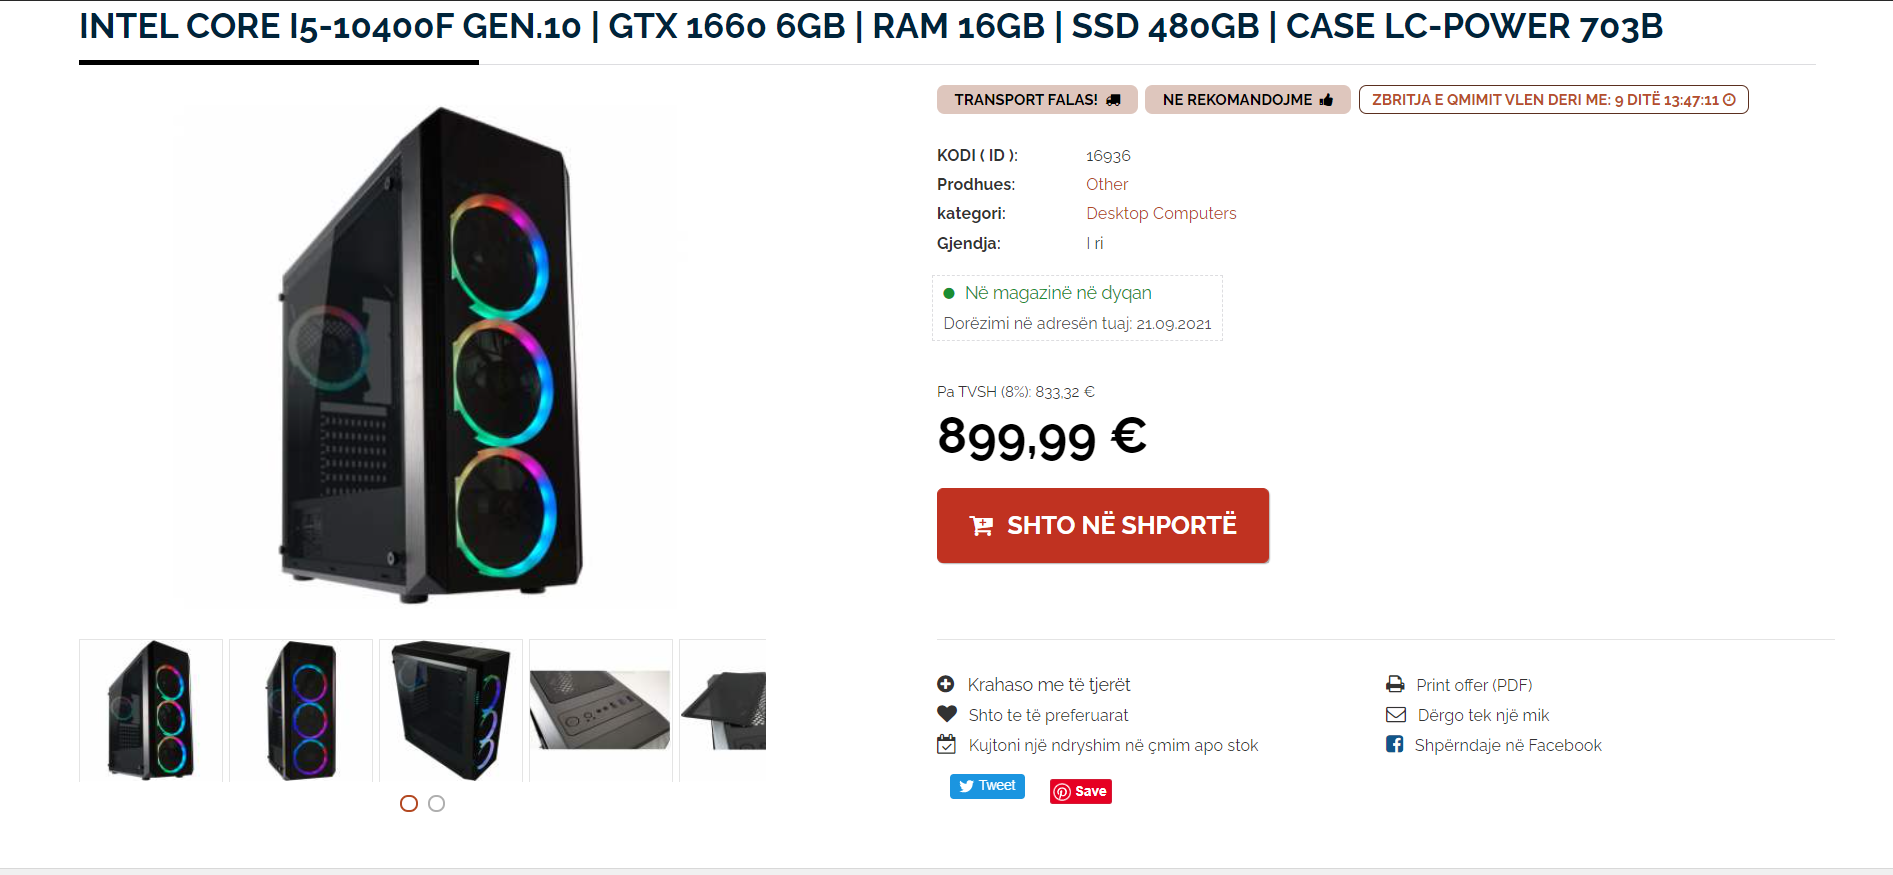 INTEL CORE I5-10400F GEN.10 | GTX 1660 6GB | RAM 16GB | SSD 480GB | CASE LC-POWER 703B
TRANSPORT FALAS!
NE REKOMANDOJME
ZBRITJA E QMIMIT VLEN DERI ME: 9 DITË 13:47:11
KODI ( ID ): 16936
Prodhues: Other
kategori: Desktop Computers
Gjendja: I ri
Në magazinë në dyqan
Dorëzimi në adresën tuaj: 21.09.2021
Pa TVSH (8%): 833,32 €
899,99 €
SHTO NË SHPORTË
Krahaso me të tjerët
Shto te të preferuarat
Kujtoni një ndryshim në çmim apo stok
Print offer (PDF)
Dërgo tek një mik
Shpërndaje në Facebook
Tweet
Save